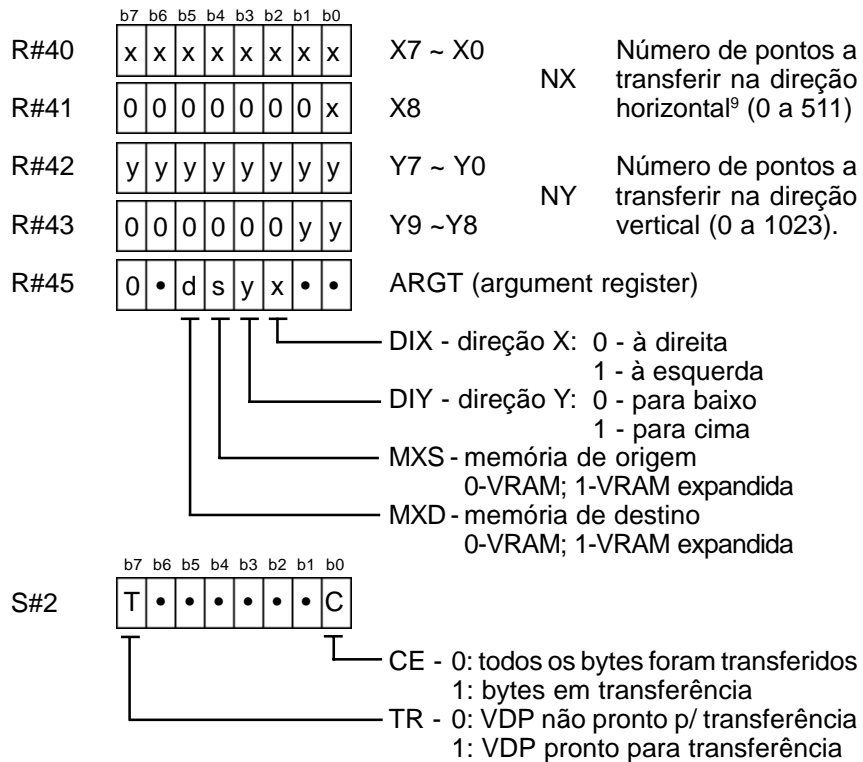 b7 b6 b5 b4 b3 b2 b1 b0
R#40 x x x x x x x x X7 ~ X0 Número de pontos a
NX transferir na direção
R#41 0 0 0 0 0 0 0 x X8 horizontal⁹ (0 a 511)
R#42 y y y y y y y y Y7 ~ Y0 Número de pontos a
NY transferir na direção
R#43 0 0 0 0 0 0 y y Y9 ~Y8 vertical (0 a 1023).
R#45 0 • d s y x • • ARGT (argument register)
DIX - direção X: 0 - à direita
1 - à esquerda
DIY - direção Y: 0 - para baixo
1 - para cima
MXS - memória de origem
0-VRAM; 1-VRAM expandida
MXD - memória de destino
0-VRAM; 1-VRAM expandida
b7 b6 b5 b4 b3 b2 b1 b0
S#2 T • • • • • • C
CE - 0: todos os bytes foram transferidos
1: bytes em transferência
TR - 0: VDP não pronto p/ transferência
1: VDP pronto para transferência